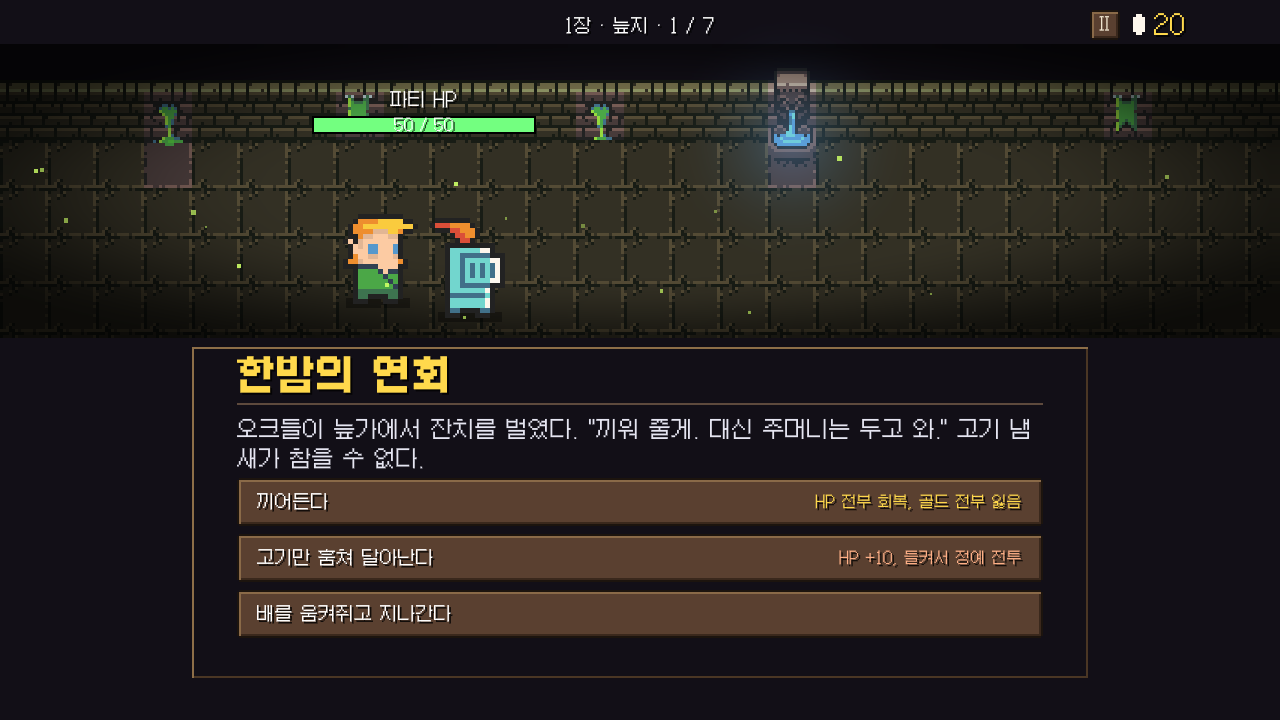 1장 · 늪지 · 1 / 7
II
20
파티 HP
50 / 50
한밤의 연회
오크들이 늪가에서 잔치를 벌였다. "끼워 줄게. 대신 주머니는 두고 와." 고기 냄
새가 참을 수 없다.
끼어든다
HP 전부 회복, 골드 전부 잃음
고기만 훔쳐 달아난다
HP +10, 들켜서 정예 전투
배를 움켜쥐고 지나간다